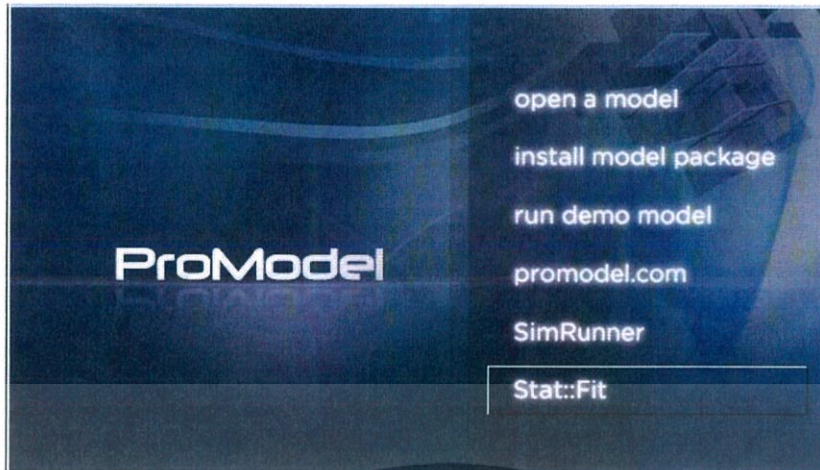 ProModel
open a model
install model package
run demo model
promodel.com
SimRunner
Stat::Fit